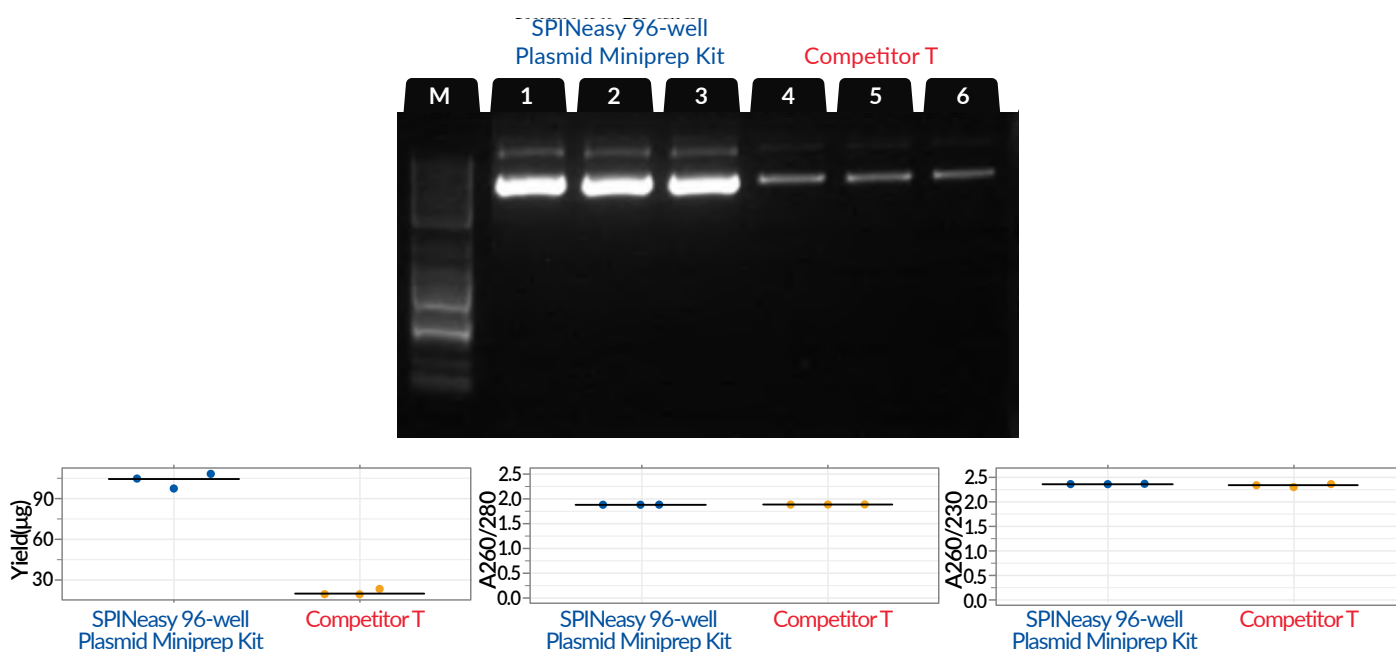 SPINeasy 96-well
Plasmid Miniprep Kit
Competitor T
M 1 2 3 4 5 6
Yield(µg)
90
60
30
SPINeasy 96-well
Plasmid Miniprep Kit
Competitor T
A260/280
2.5
2.0
1.5
1.0
0.5
0.0
SPINeasy 96-well
Plasmid Miniprep Kit
Competitor T
A260/230
2.5
2.0
1.5
1.0
0.5
0.0
SPINeasy 96-well
Plasmid Miniprep Kit
Competitor T